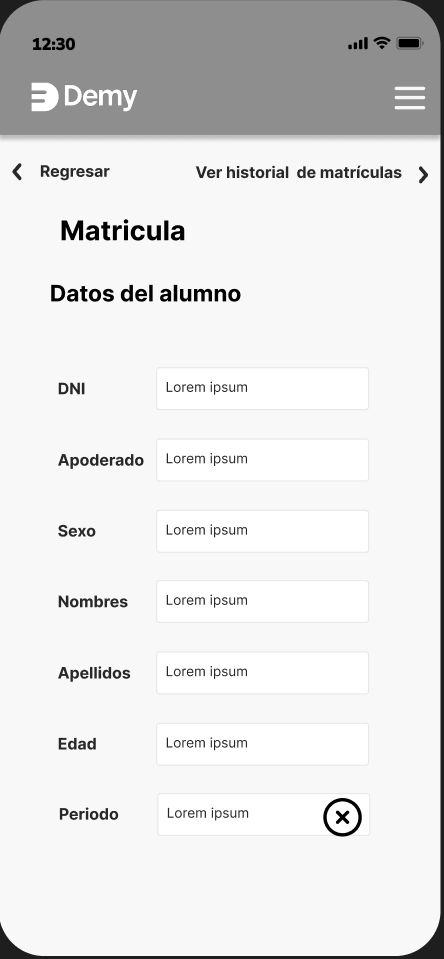 12:30
Demy
Regresar
Ver historial de matrículas
Matricula
Datos del alumno
DNI
Lorem ipsum
Apoderado
Lorem ipsum
Sexo
Lorem ipsum
Nombres
Lorem ipsum
Apellidos
Lorem ipsum
Edad
Lorem ipsum
Periodo
Lorem ipsum